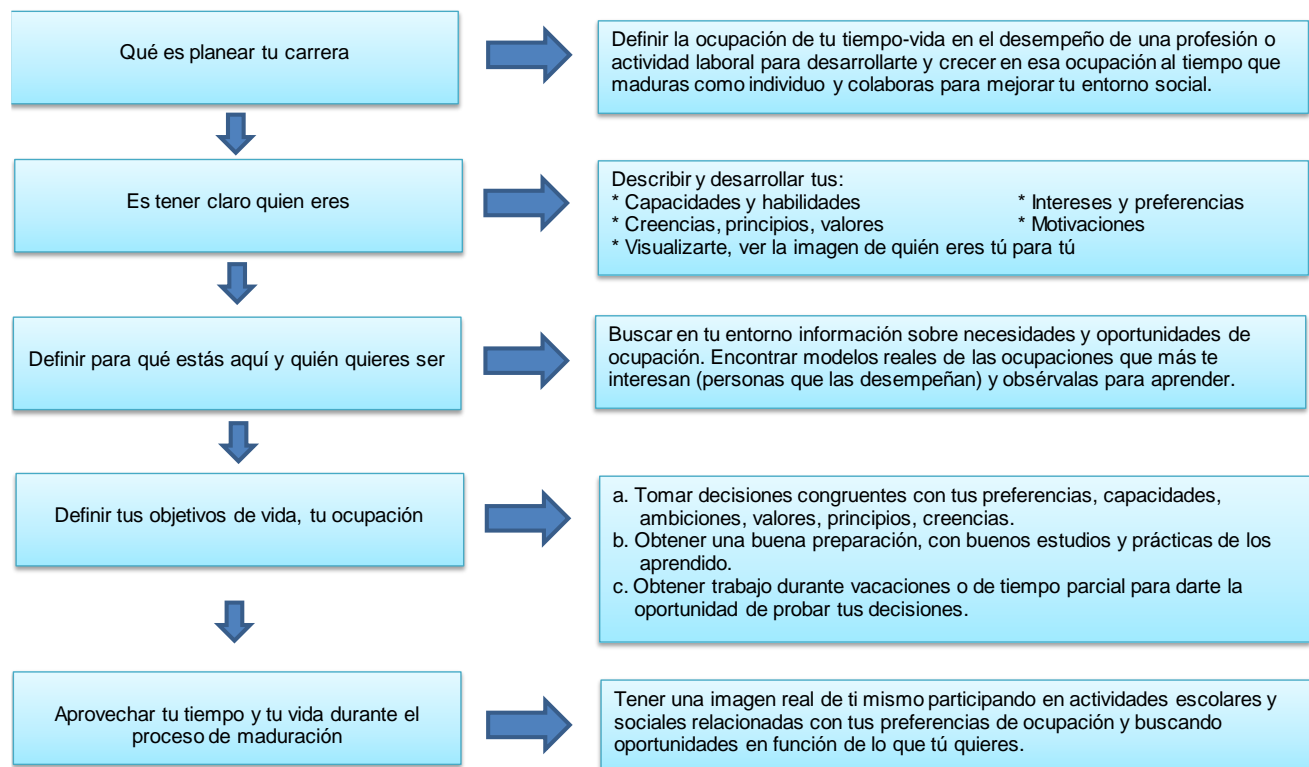 Qué es planear tu carrera
Definir la ocupación de tu tiempo-vida en el desempeño de una profesión o
actividad laboral para desarrollarte y crecer en esa ocupación al tiempo que
maduras como individuo y colaboras para mejorar tu entorno social.
Es tener claro quien eres
Describir y desarrollar tus:
* Capacidades y habilidades * Intereses y preferencias
* Creencias, principios, valores * Motivaciones
* Visualizarte, ver la imagen de quién eres tú para tú
Definir para qué estás aquí y quién quieres ser
Buscar en tu entorno información sobre necesidades y oportunidades de
ocupación. Encontrar modelos reales de las ocupaciones que más te
interesan (personas que las desempeñan) y obsérvalas para aprender.
Definir tus objetivos de vida, tu ocupación
a. Tomar decisiones congruentes con tus preferencias, capacidades,
ambiciones, valores, principios, creencias.
b. Obtener una buena preparación, con buenos estudios y prácticas de los
aprendido.
c. Obtener trabajo durante vacaciones o de tiempo parcial para darte la
oportunidad de probar tus decisiones.
Aprovechar tu tiempo y tu vida durante el
proceso de maduración
Tener una imagen real de ti mismo participando en actividades escolares y
sociales relacionadas con tus preferencias de ocupación y buscando
oportunidades en función de lo que tú quieres.